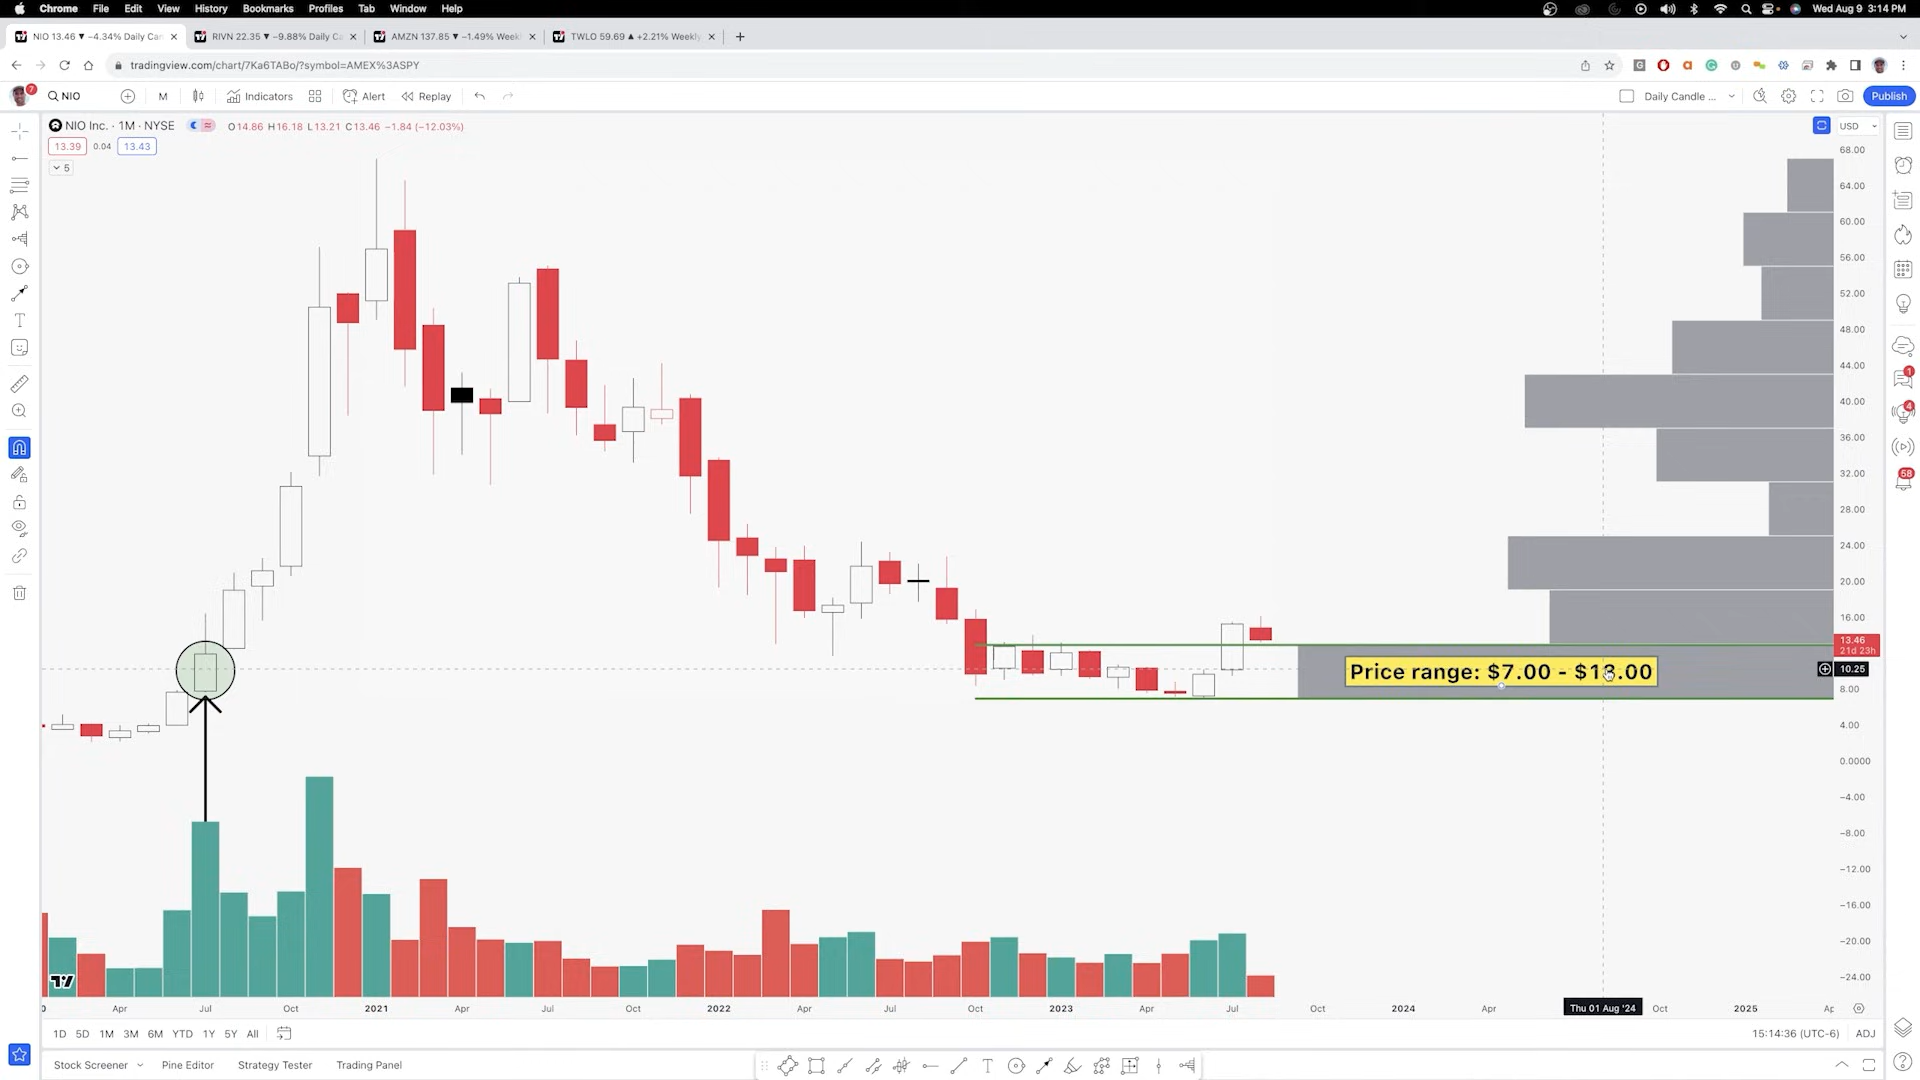 Chrome File Edit View History Bookmarks Profiles Tab Window Help Wed Aug 9 3:14 PM
NIO 13.46 ▼ −4.34% Daily Can RIVN 22.35 ▼ −9.88% Daily C AMZN 137.85 ▼ −1.49% Week TWLO 59.69 ▲ +2.21% Weekly
tradingview.com/chart/7Ka6TABo/?symbol=AMEX%3ASPY
7 NIO M Indicators Alert Replay Daily Candle ... Publish
NIO Inc. · 1M · NYSE O14.86 H16.18 L13.21 C13.46 −1.84 (−12.03%) USD
13.39 0.04 13.43
5
68.00
64.00
60.00
56.00
52.00
48.00
44.00
40.00
36.00
32.00
28.00
24.00
20.00
16.00
13.46
21d 23h
10.25
Price range: $7.00 - $13.00
8.00
4.00
0.0000
−4.00
−8.00
−12.00
−16.00
−20.00
−24.00
1
4
58
Apr Jul Oct 2021 Apr Jul Oct 2022 Apr Jul Oct 2023 Apr Jul Oct 2024 Apr Thu 01 Aug '24 Oct 2025
1D 5D 1M 3M 6M YTD 1Y 5Y All 15:14:36 (UTC-6) ADJ
Stock Screener Pine Editor Strategy Tester Trading Panel